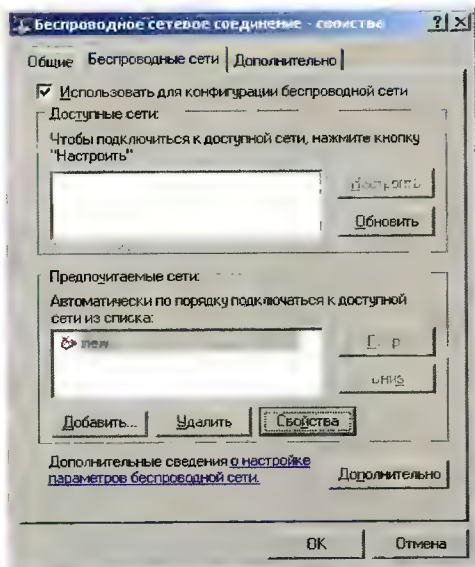 Беспроводное сетевое соединение - свойства
Общие Беспроводные сети Дополнительно
Использовать для конфигурации беспроводной сети
Доступные сети:
Чтобы подключиться к доступной сети, нажмите кнопку
"Настроить"
Настроить
Обновить
Предпочитаемые сети:
Автоматически по порядку подключаться к доступной
сети из списка:
new
Добавить... Удалить Свойства
Дополнительные сведения о настройке
параметров беспроводной сети.
Дополнительно
OK Отмена